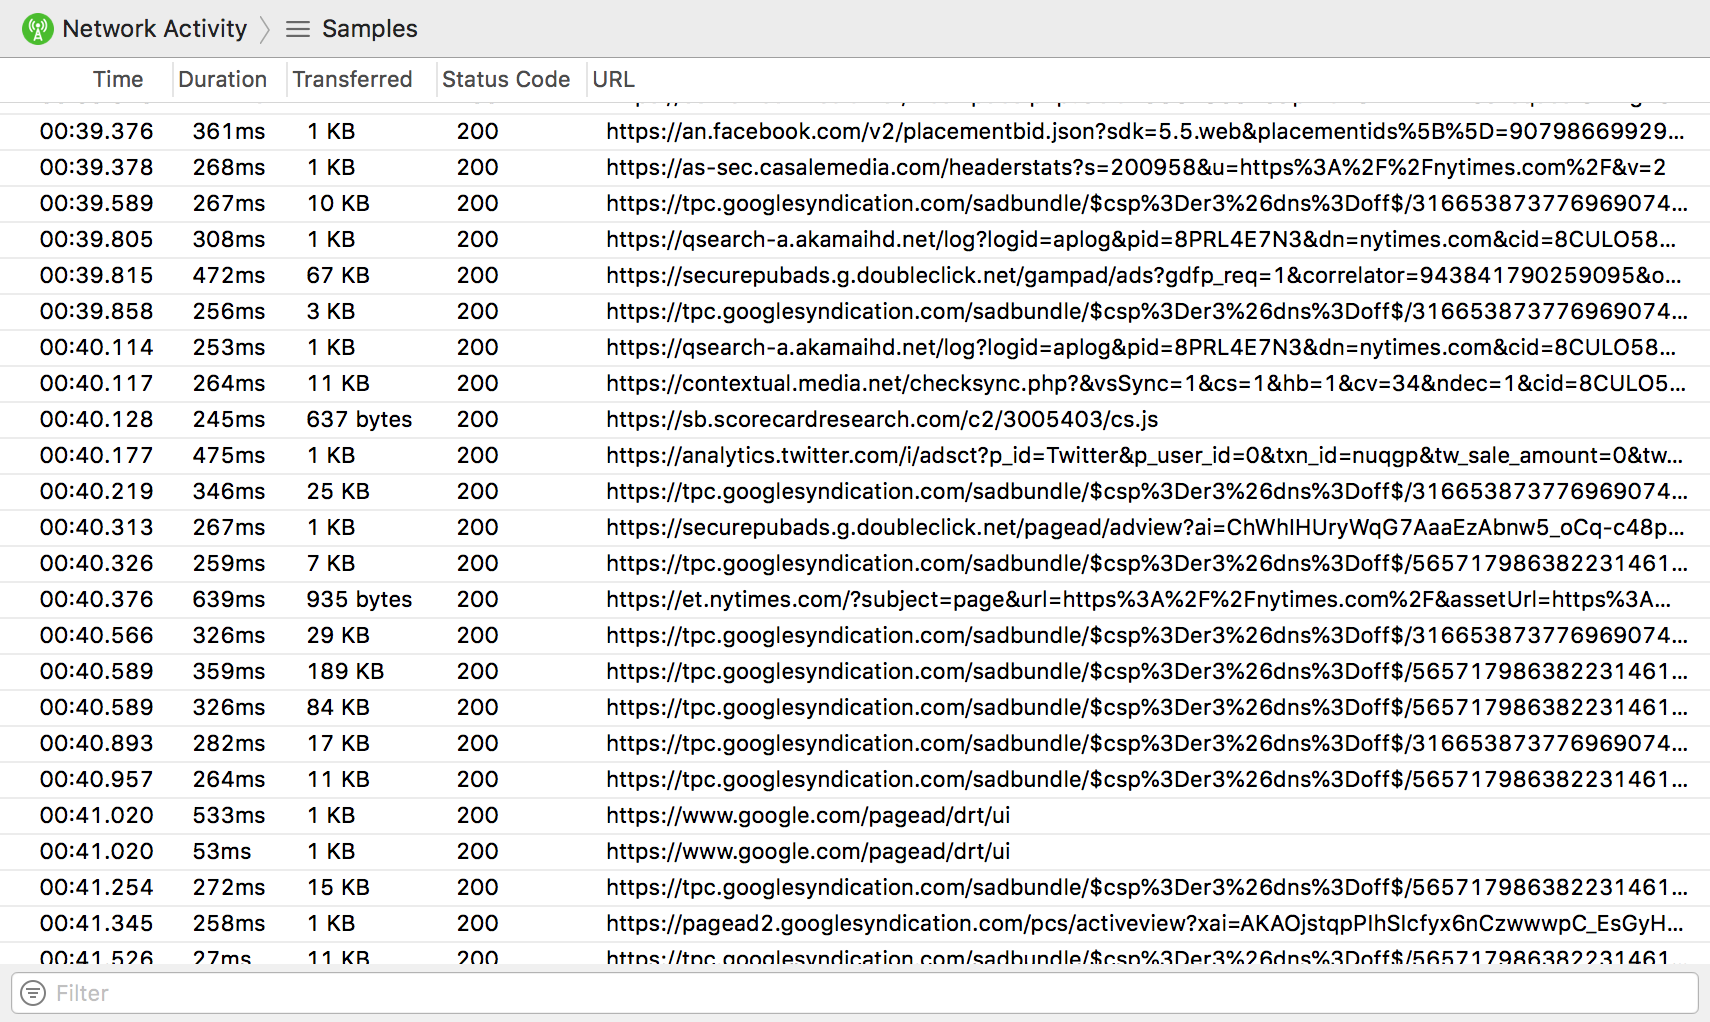 Network Activity Samples
Time Duration Transferred Status Code URL
00:39.376 361ms 1 KB 200 https://an.facebook.com/v2/placementbid.json?sdk=5.5.web&placementids%5B%5D=90798669929...
00:39.378 268ms 1 KB 200 https://as-sec.casalemedia.com/headerstats?s=200958&u=https%3A%2F%2Fnytimes.com%2F&v=2
00:39.589 267ms 10 KB 200 https://tpc.googlesyndication.com/sadbundle/$csp%3Der3%26dns%3Doff$/316653873776969074...
00:39.805 308ms 1 KB 200 https://qsearch-a.akamaihd.net/log?logid=aplog&pid=8PRL4E7N3&dn=nytimes.com&cid=8CULO58...
00:39.815 472ms 67 KB 200 https://securepubads.g.doubleclick.net/gampad/ads?gdfp_req=1&correlator=943841790259095&o...
00:39.858 256ms 3 KB 200 https://tpc.googlesyndication.com/sadbundle/$csp%3Der3%26dns%3Doff$/316653873776969074...
00:40.114 253ms 1 KB 200 https://qsearch-a.akamaihd.net/log?logid=aplog&pid=8PRL4E7N3&dn=nytimes.com&cid=8CULO58...
00:40.117 264ms 11 KB 200 https://contextual.media.net/checksync.php?&vsSync=1&cs=1&hb=1&cv=34&ndec=1&cid=8CULO5...
00:40.128 245ms 637 bytes 200 https://sb.scorecardresearch.com/c2/3005403/cs.js
00:40.177 475ms 1 KB 200 https://analytics.twitter.com/i/adsct?p_id=Twitter&p_user_id=0&txn_id=nuqgp&tw_sale_amount=0&tw...
00:40.219 346ms 25 KB 200 https://tpc.googlesyndication.com/sadbundle/$csp%3Der3%26dns%3Doff$/316653873776969074...
00:40.313 267ms 1 KB 200 https://securepubads.g.doubleclick.net/pagead/adview?ai=ChWhIHUryWqG7AaaEzAbnw5_oCq-c48p...
00:40.326 259ms 7 KB 200 https://tpc.googlesyndication.com/sadbundle/$csp%3Der3%26dns%3Doff$/565717986382231461...
00:40.376 639ms 935 bytes 200 https://et.nytimes.com/?subject=page&url=https%3A%2F%2Fnytimes.com%2F&assetUrl=https%3A...
00:40.566 326ms 29 KB 200 https://tpc.googlesyndication.com/sadbundle/$csp%3Der3%26dns%3Doff$/316653873776969074...
00:40.589 359ms 189 KB 200 https://tpc.googlesyndication.com/sadbundle/$csp%3Der3%26dns%3Doff$/565717986382231461...
00:40.589 326ms 84 KB 200 https://tpc.googlesyndication.com/sadbundle/$csp%3Der3%26dns%3Doff$/565717986382231461...
00:40.893 282ms 17 KB 200 https://tpc.googlesyndication.com/sadbundle/$csp%3Der3%26dns%3Doff$/316653873776969074...
00:40.957 264ms 11 KB 200 https://tpc.googlesyndication.com/sadbundle/$csp%3Der3%26dns%3Doff$/565717986382231461...
00:41.020 533ms 1 KB 200 https://www.google.com/pagead/drt/ui
00:41.020 53ms 1 KB 200 https://www.google.com/pagead/drt/ui
00:41.254 272ms 15 KB 200 https://tpc.googlesyndication.com/sadbundle/$csp%3Der3%26dns%3Doff$/565717986382231461...
00:41.345 258ms 1 KB 200 https://pagead2.googlesyndication.com/pcs/activeview?xai=AKAOjstqpPIhSIcfyx6nCzwwwpC_EsGyH...
00:41.526 27ms 11 KB 200 https://tpc.googlesyndication.com/sadbundle/$csp%3Der3%26dns%3Doff$/565717986382231461...
Filter